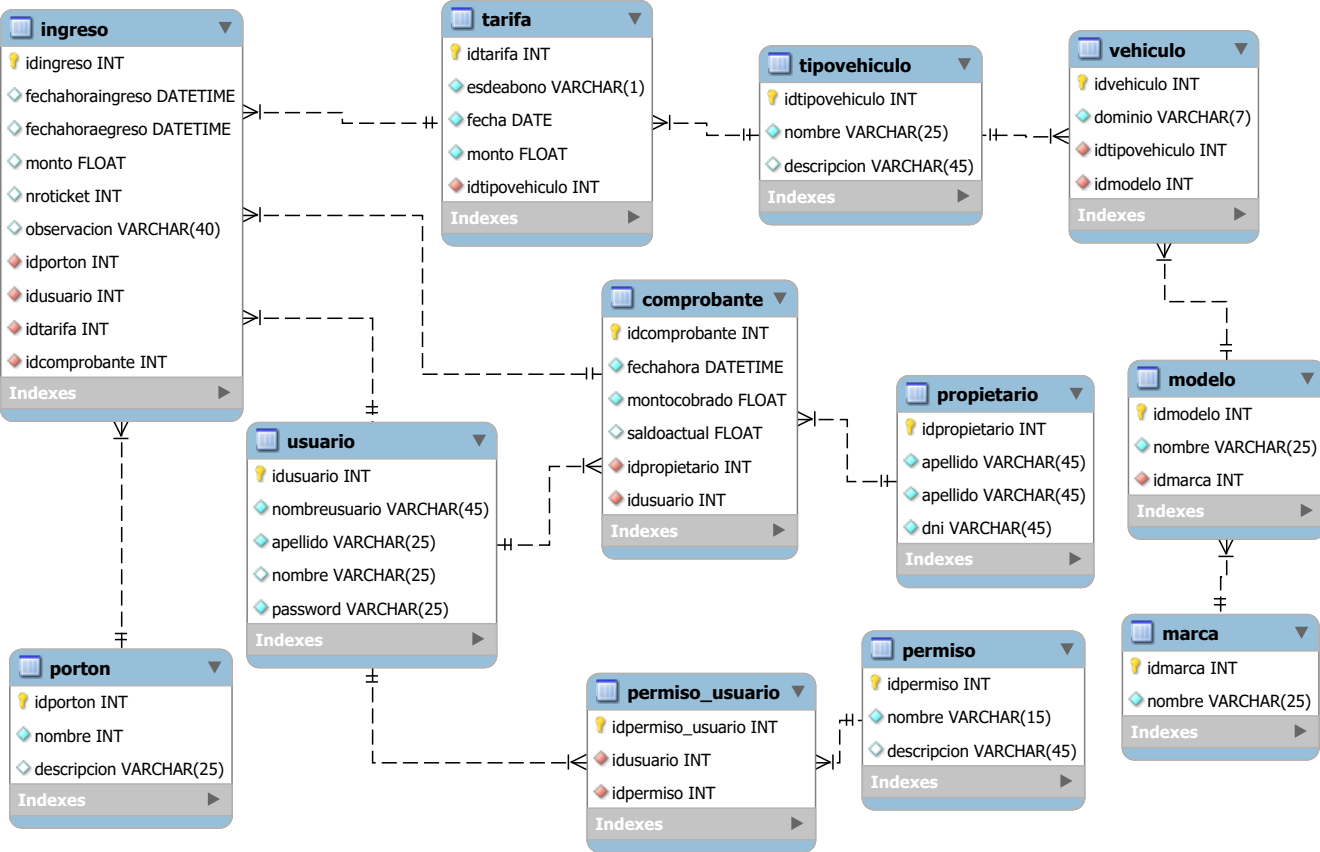 ingreso
idingreso INT
fechahoraingreso DATETIME
fechahoraegreso DATETIME
monto FLOAT
nroticket INT
observacion VARCHAR(40)
idporton INT
idusuario INT
idtarifa INT
idcomprobante INT
Indexes
tarifa
idtarifa INT
esdeabono VARCHAR(1)
fecha DATE
monto FLOAT
idtipovehiculo INT
Indexes
tipovehiculo
idtipovehiculo INT
nombre VARCHAR(25)
descripcion VARCHAR(45)
Indexes
vehiculo
idvehiculo INT
dominio VARCHAR(7)
idtipovehiculo INT
idmodelo INT
Indexes
comprobante
idcomprobante INT
fechahora DATETIME
montocobrado FLOAT
saldoactual FLOAT
idpropietario INT
idusuario INT
Indexes
propietario
idpropietario INT
apellido VARCHAR(45)
apellido VARCHAR(45)
dni VARCHAR(45)
Indexes
modelo
idmodelo INT
nombre VARCHAR(25)
idmarca INT
Indexes
usuario
idusuario INT
nombreusuario VARCHAR(45)
apellido VARCHAR(25)
nombre VARCHAR(25)
password VARCHAR(25)
Indexes
porton
idporton INT
nombre INT
descripcion VARCHAR(25)
Indexes
permiso_usuario
idpermiso_usuario INT
idusuario INT
idpermiso INT
Indexes
permiso
idpermiso INT
nombre VARCHAR(15)
descripcion VARCHAR(45)
Indexes
marca
idmarca INT
nombre VARCHAR(25)
Indexes